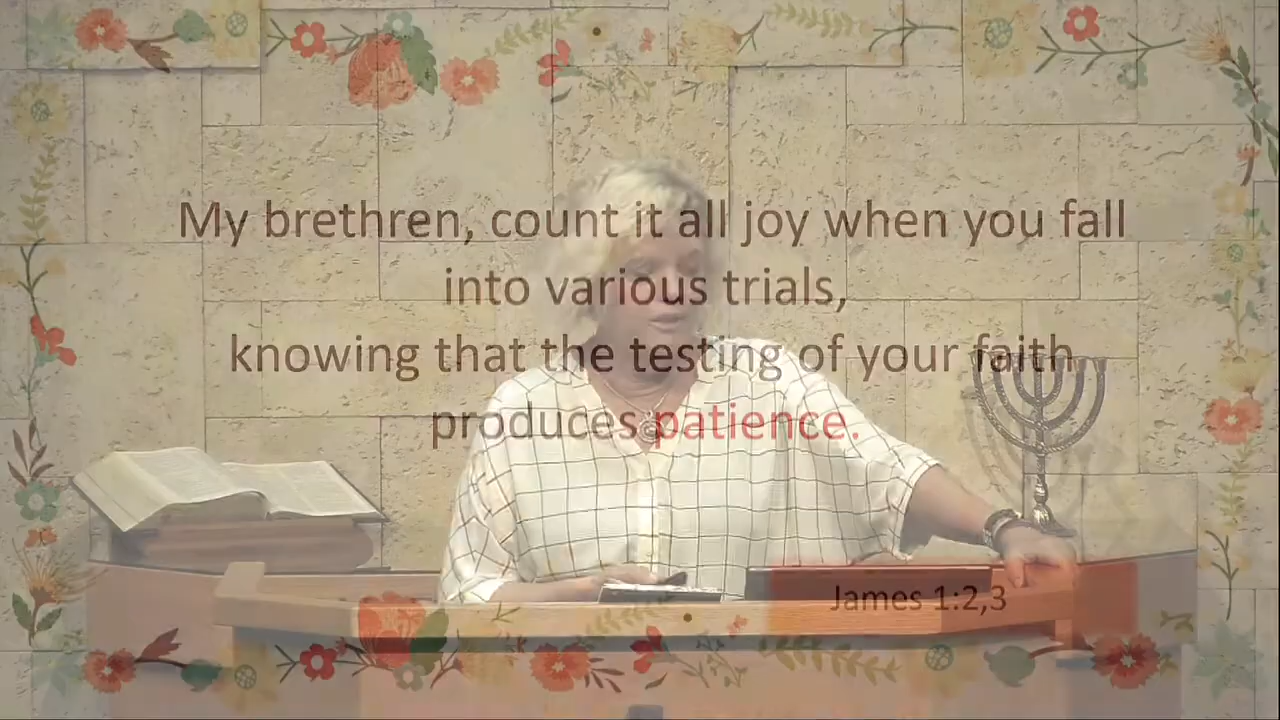 My brethren, count it all joy when you fall
into various trials,
knowing that the testing of your faith
produces patience.
James 1:2,3